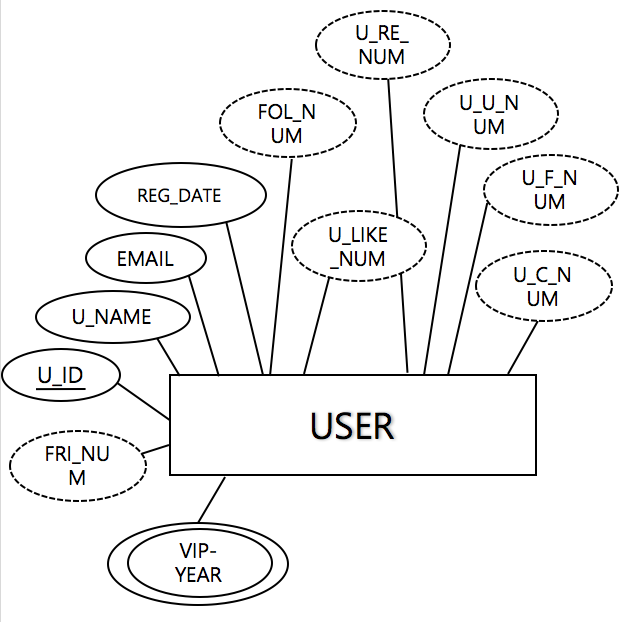 U_RE_
NUM
FOL_N
UM
U_U_N
UM
U_F_N
UM
REG_DATE
U_LIKE
_NUM
EMAIL
U_C_N
UM
U_NAME
U_ID
USER
FRI_NU
M
VIP-
YEAR